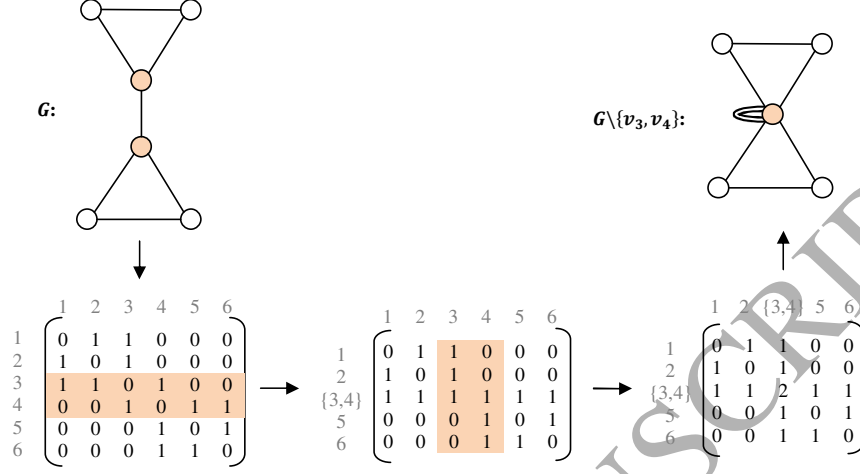 G:
G\{v₃,v₄}:
1 2 3 4 5 6
1 0 1 1 0 0 0
2 1 0 1 0 0 0
3 1 1 0 1 0 0
4 0 0 1 0 1 1
5 0 0 0 1 0 1
6 0 0 0 1 1 0
1 2 3 4 5 6
1 0 1 1 0 0 0
2 1 0 1 0 0 0
{3,4} 1 1 1 1 1 1
5 0 0 0 1 0 1
6 0 0 0 1 1 0
1 2 {3,4} 5 6
1 0 1 1 0 0
2 1 0 1 0 0
{3,4} 1 1 2 1 1
5 0 0 1 0 1
6 0 0 1 1 0
SCRIP